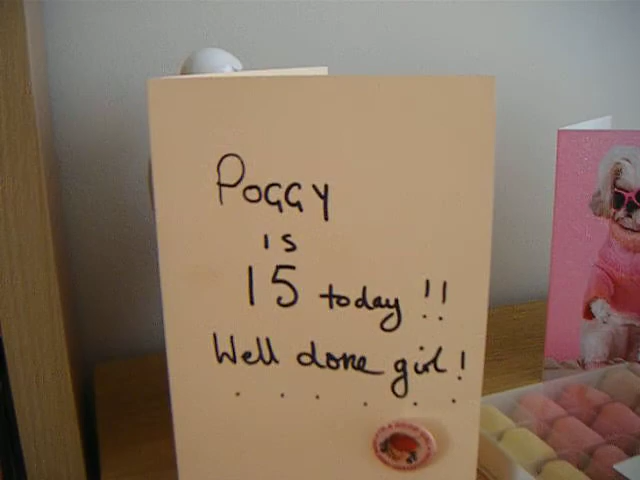 POGGY
is
15 today!!
Well done girl!
. . . . . .